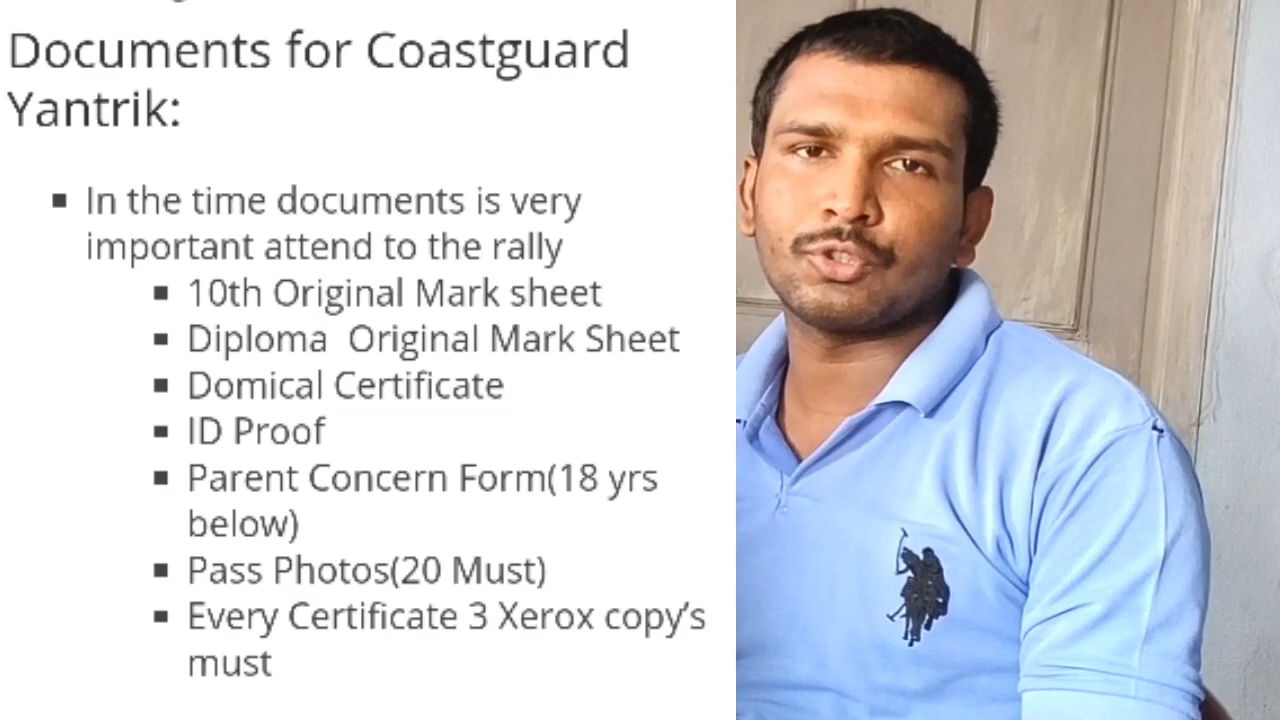 Documents for Coastguard
Yantrik:
In the time documents is very
important attend to the rally
10th Original Mark sheet
Diploma Original Mark Sheet
Domical Certificate
ID Proof
Parent Concern Form(18 yrs
below)
Pass Photos(20 Must)
Every Certificate 3 Xerox copy's
must